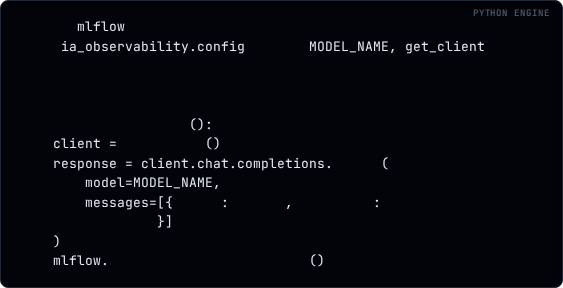 PYTHON ENGINE
mlflow
ia_observability.config MODEL_NAME, get_client
():
client = ()
response = client.chat.completions. (
model=MODEL_NAME,
messages=[{ : , :
}]
)
mlflow. ()